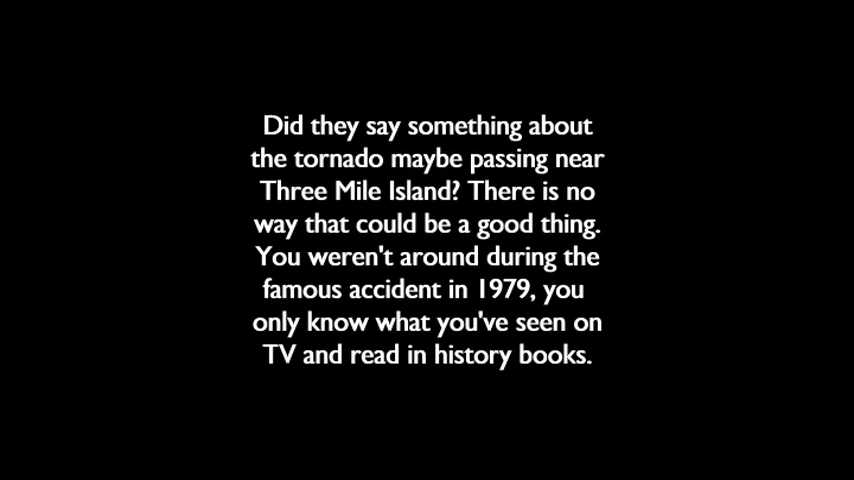 Did they say something about
the tornado maybe passing near
Three Mile Island? There is no
way that could be a good thing.
You weren't around during the
famous accident in 1979, you
only know what you've seen on
TV and read in history books.